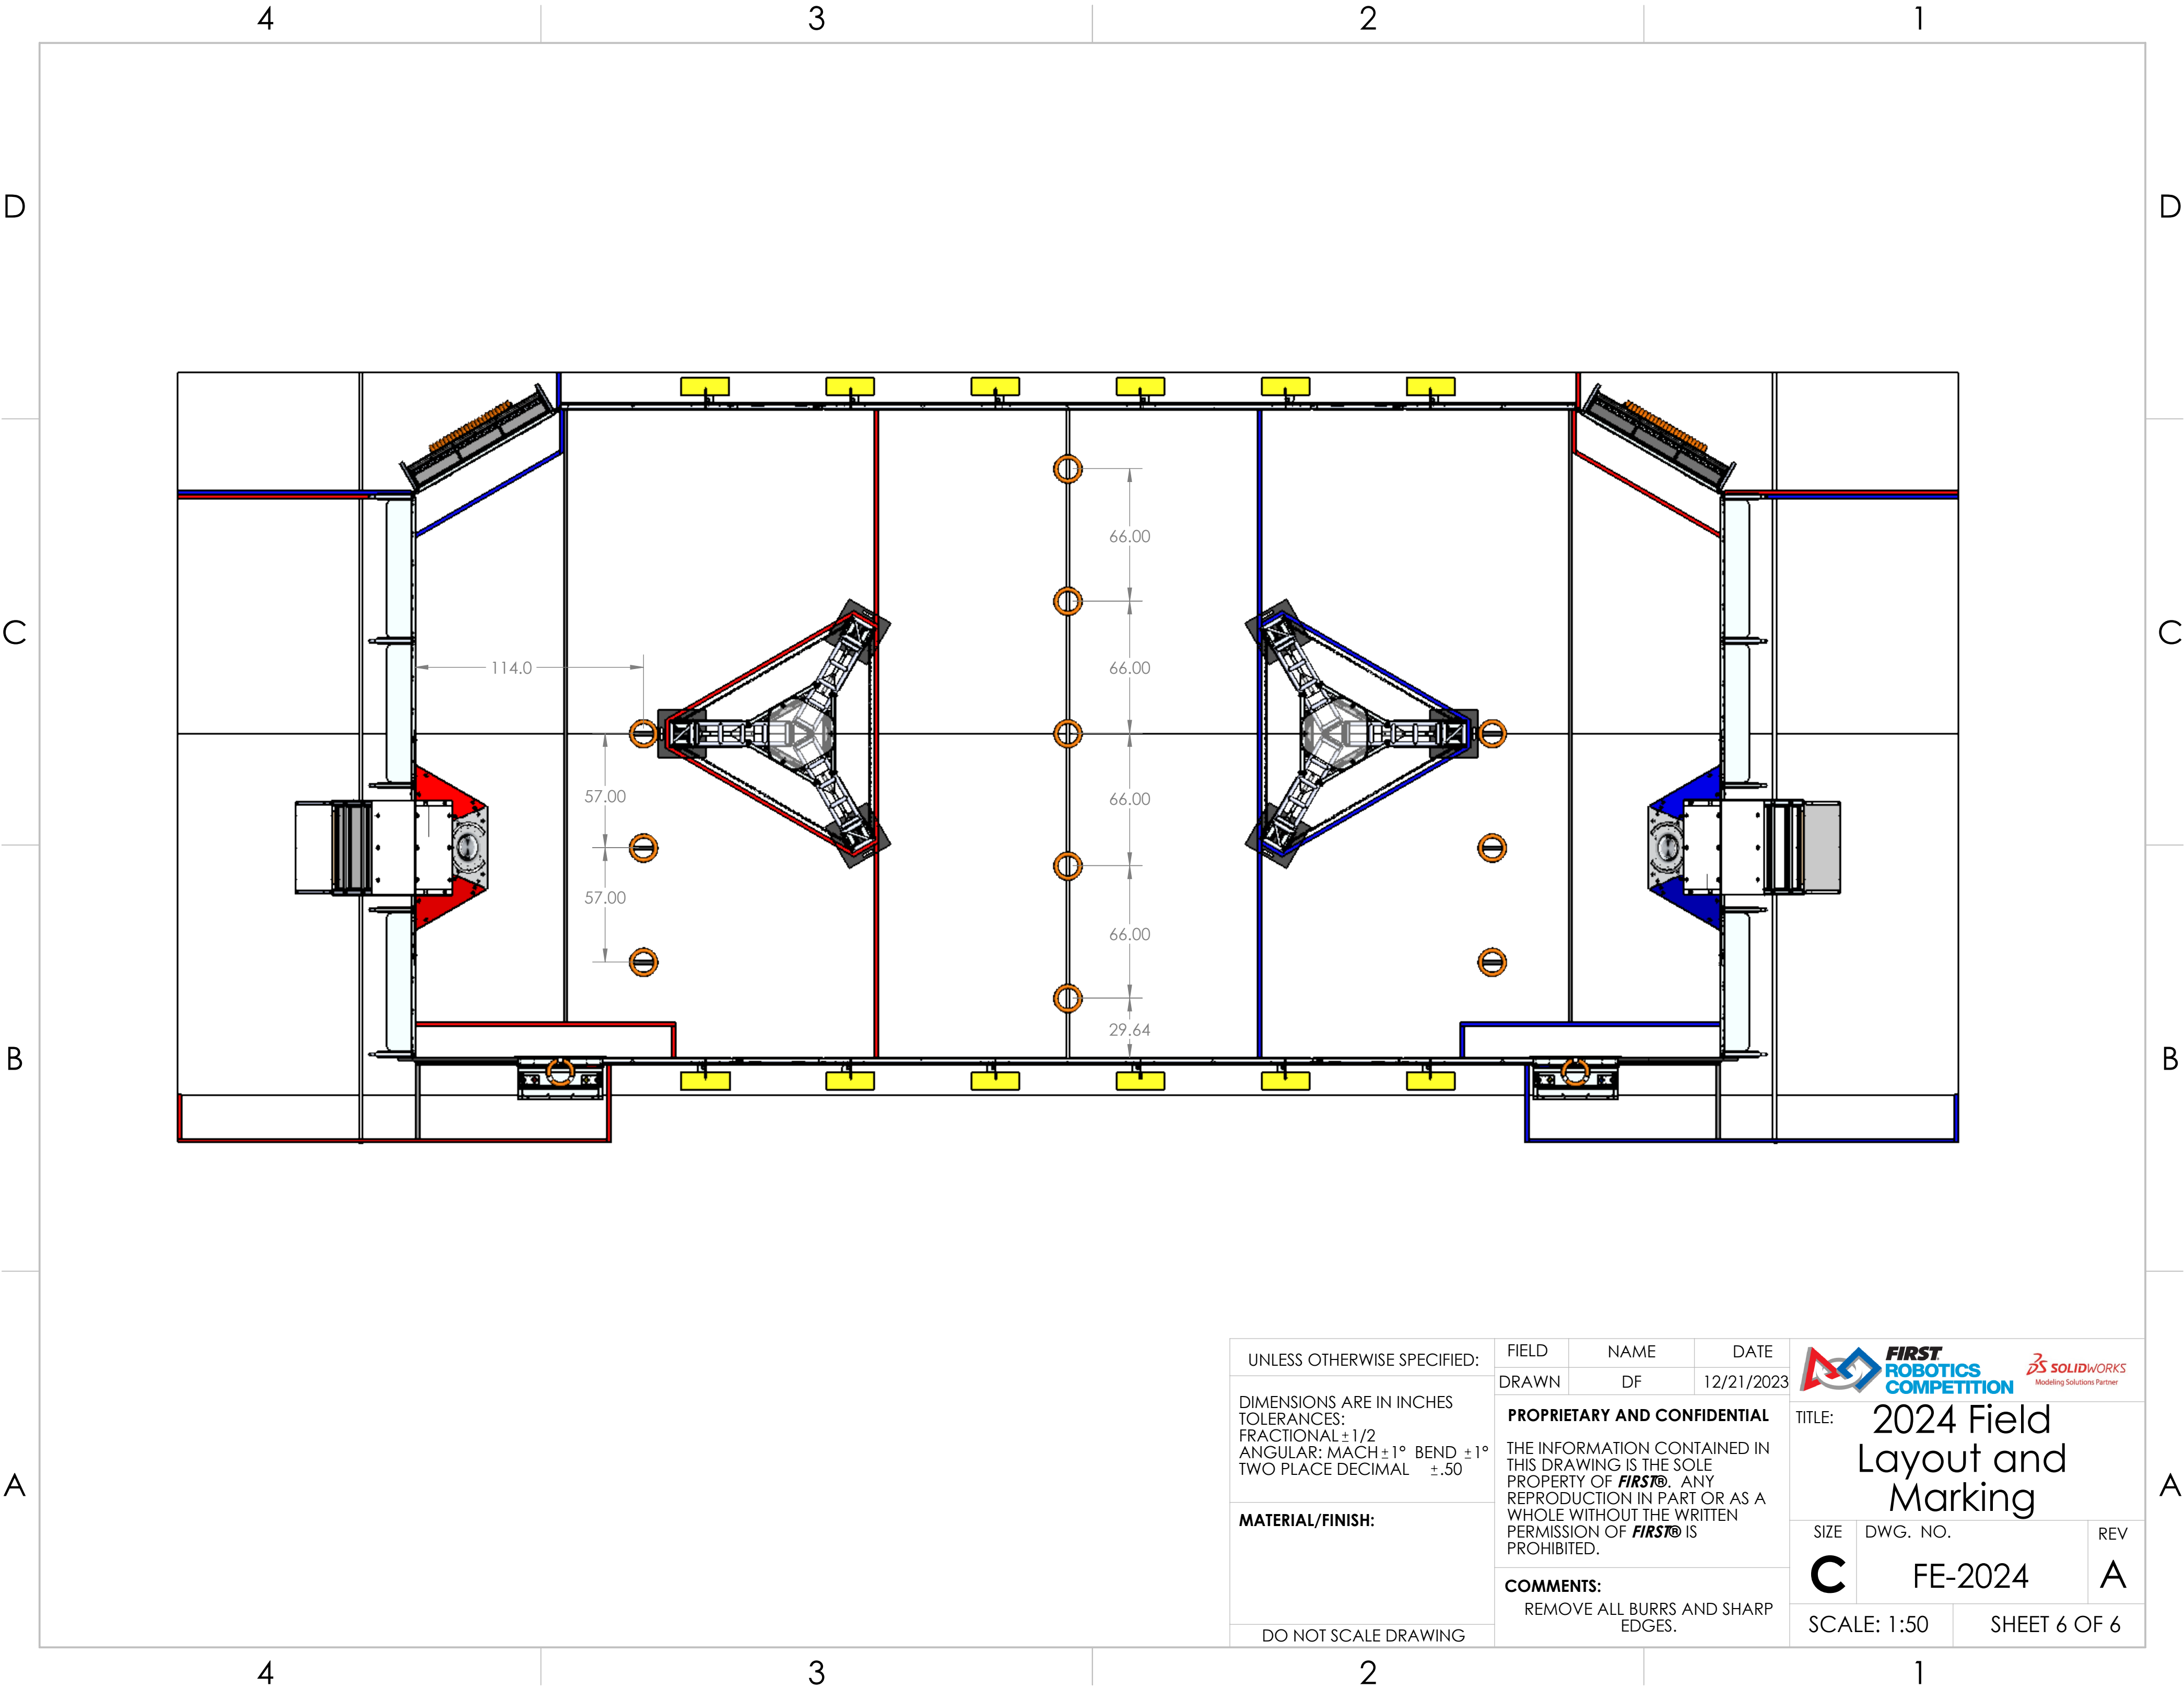 4 3 2 1
D D
66.00
C C
66.00
114.0
57.00 66.00
57.00
66.00
29.64
B B
UNLESS OTHERWISE SPECIFIED:
DIMENSIONS ARE IN INCHES
TOLERANCES:
FRACTIONAL ±1/2
ANGULAR: MACH ±1° BEND ±1°
TWO PLACE DECIMAL ±.50
MATERIAL/FINISH:
DO NOT SCALE DRAWING
FIELD NAME DATE
DRAWN DF 12/21/2023
PROPRIETARY AND CONFIDENTIAL
THE INFORMATION CONTAINED IN
THIS DRAWING IS THE SOLE
PROPERTY OF FIRST®. ANY
REPRODUCTION IN PART OR AS A
WHOLE WITHOUT THE WRITTEN
PERMISSION OF FIRST® IS
PROHIBITED.
COMMENTS:
REMOVE ALL BURRS AND SHARP
EDGES.
FIRST
ROBOTICS
COMPETITION
SOLIDWORKS
Modeling Solutions Partner
TITLE:
2024 Field
Layout and
Marking
SIZE DWG. NO. REV
C FE-2024 A
SCALE: 1:50 SHEET 6 OF 6
A A
4 3 2 1